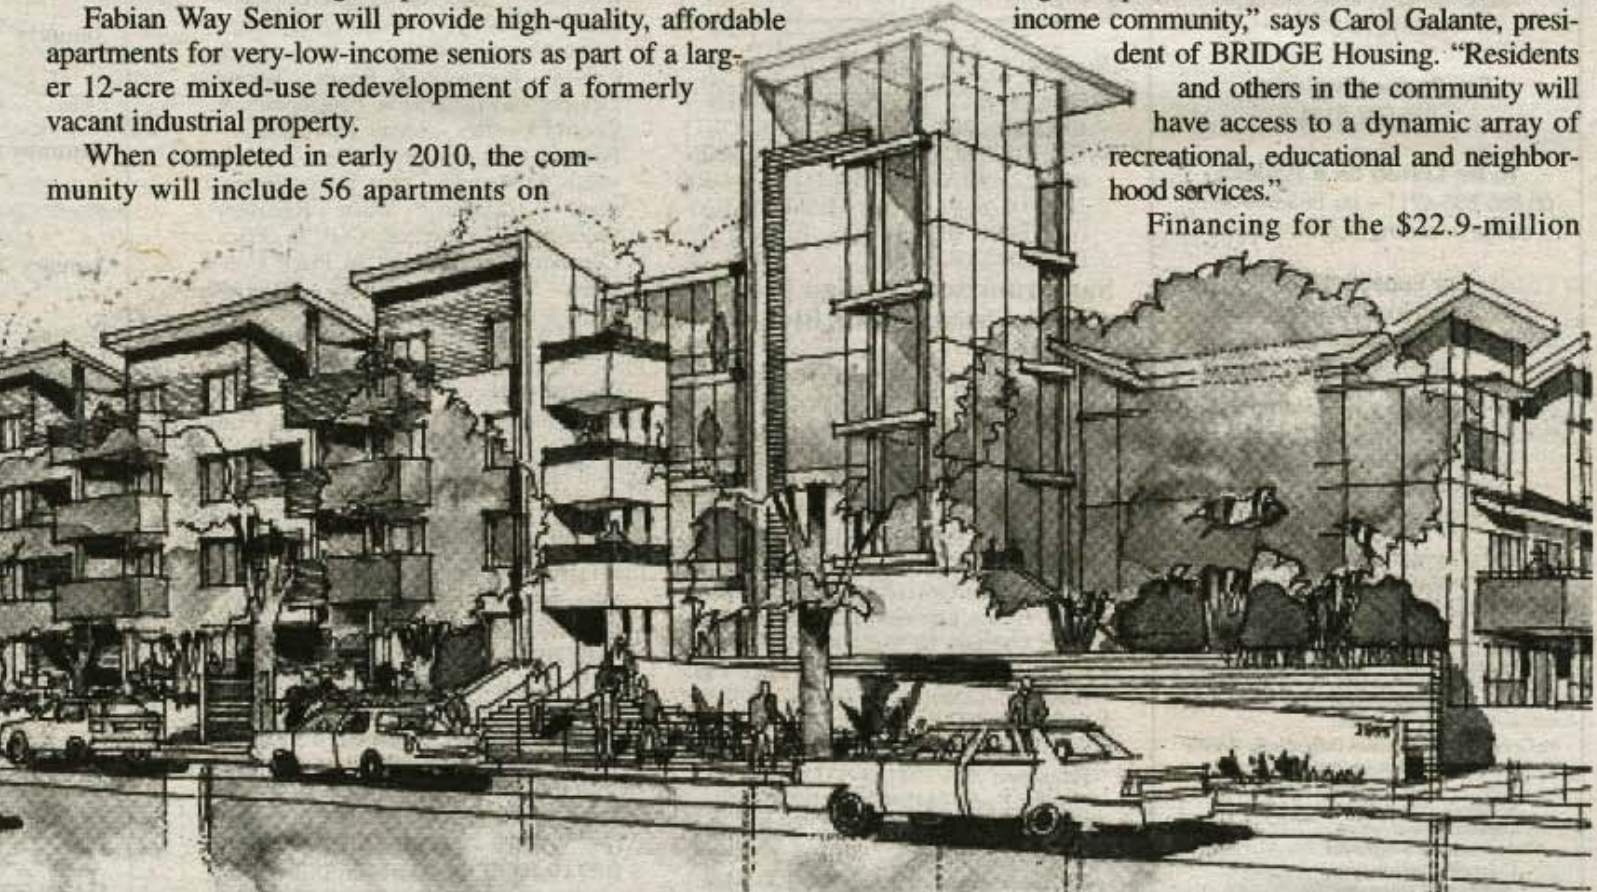 Fabian Way Senior will provide high-quality, affordable
apartments for very-low-income seniors as part of a larg-
er 12-acre mixed-use redevelopment of a formerly
vacant industrial property.
When completed in early 2010, the com-
munity will include 56 apartments on
income community,” says Carol Galante, presi-
dent of BRIDGE Housing. “Residents
and others in the community will
have access to a dynamic array of
recreational, educational and neighbor-
hood services.”
Financing for the $22.9-million